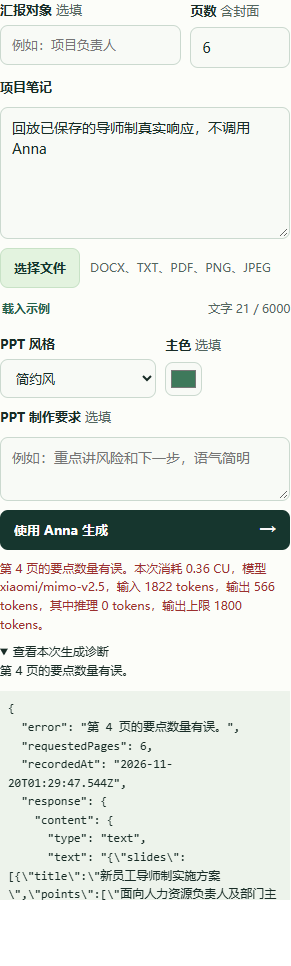 汇报对象 选填
页数 含封面
例如：项目负责人
6
项目笔记
回放已保存的导师制真实响应，不调用
Anna
选择文件
DOCX、TXT、PDF、PNG、JPEG
载入示例
文字 21 / 6000
PPT 风格
主色 选填
简约风
PPT 制作要求 选填
例如：重点讲风险和下一步，语气简明
使用 Anna 生成 →
第 4 页的要点数量有误。本次消耗 0.36 CU，模型
xiaomi/mimo-v2.5，输入 1822 tokens，输出 566
tokens，其中推理 0 tokens，输出上限 1800
tokens。
▼ 查看本次生成诊断
第 4 页的要点数量有误。
{
"error": "第 4 页的要点数量有误。",
"requestedPages": 6,
"recordedAt": "2026-11-
20T01:29:47.544Z",
"response": {
"content": {
"type": "text",
"text": "{\"slides\":
[{\"title\":\"新员工导师制实施方案
\",\"points\":[\"面向人力资源负责人及部门主